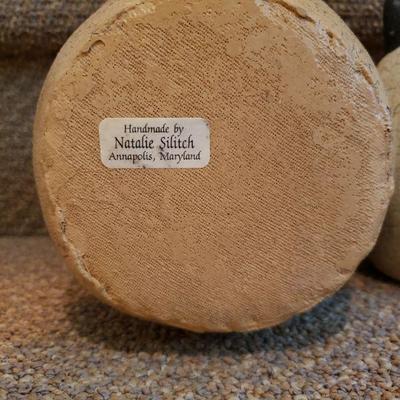 Handmade by
Natalie Silitch
Annapolis, Maryland